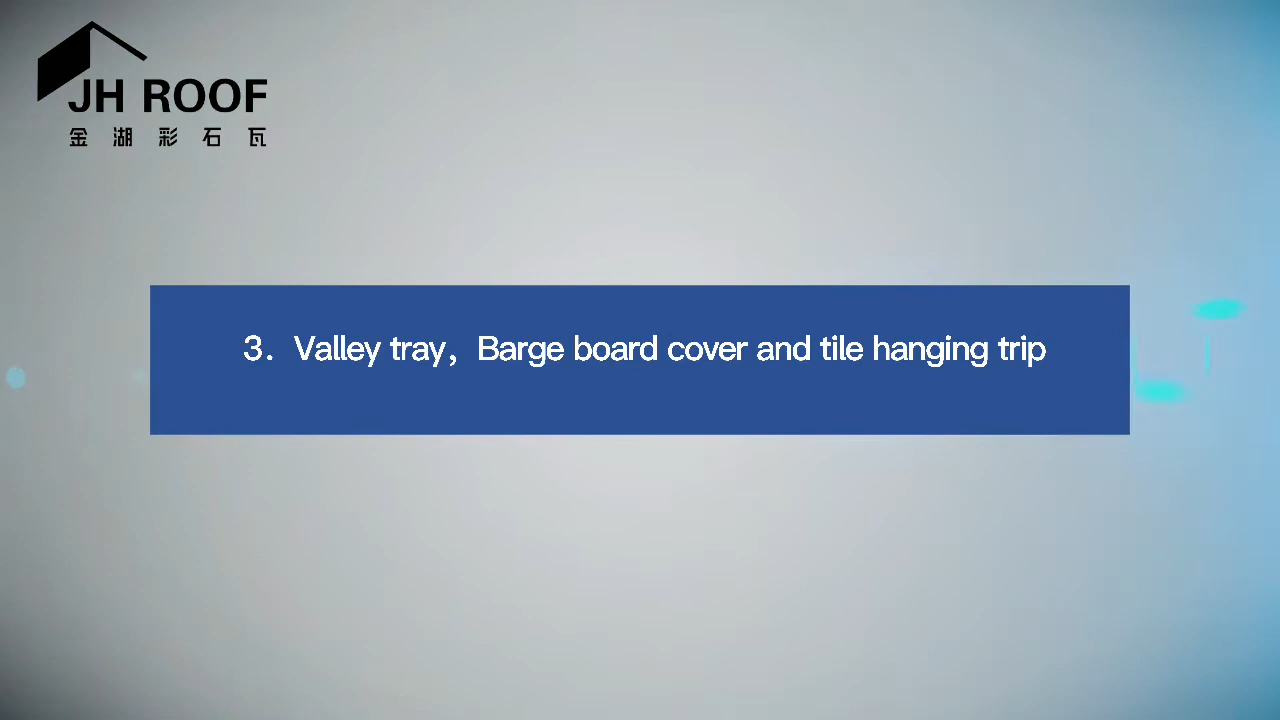 JH ROOF
金湖彩石瓦
3. Valley tray，Barge board cover and tile hanging trip